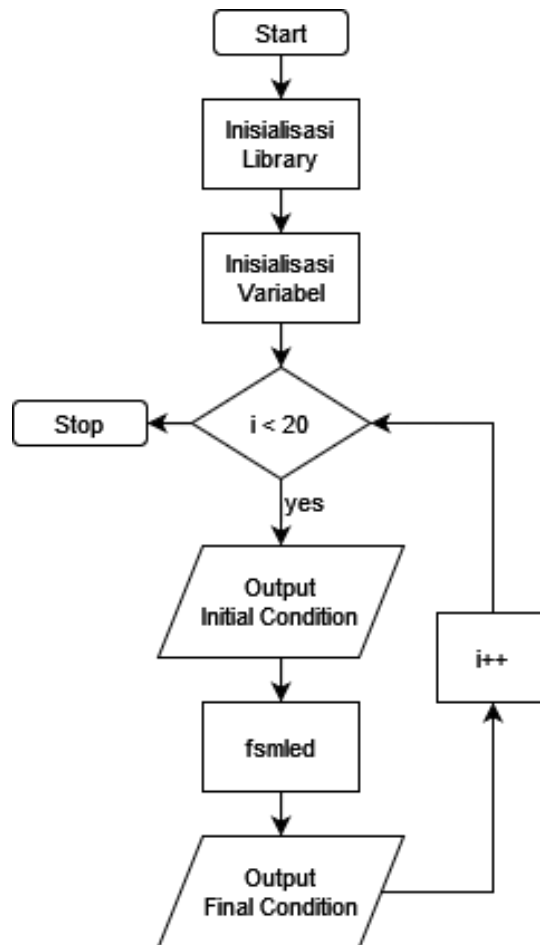 Start
Inisialisasi
Library
Inisialisasi
Variabel
i < 20
Stop
yes
Output
Initial Condition
i++
fsmled
Output
Final Condition